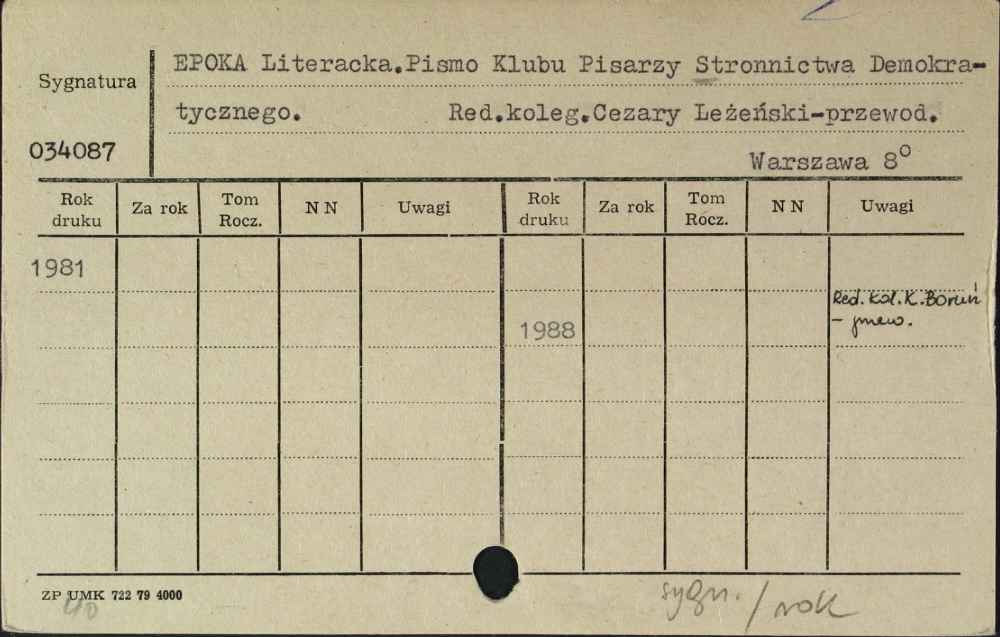 EPOKA Literacka.Pismo Klubu Pisarzy Stronnictwa Demokra-
Sygnatura
tycznego. Red.koleg.Cezary Leżeński-przewod.
034087
Warszawa 8o
Rok druku Za rok Tom Rocz. N N Uwagi Rok druku Za rok Tom Rocz. N N Uwagi
1981
Red. kol. K. Boruń
1988 - przew.
ZP UMK 722 79 4000
40
sygn. / rok